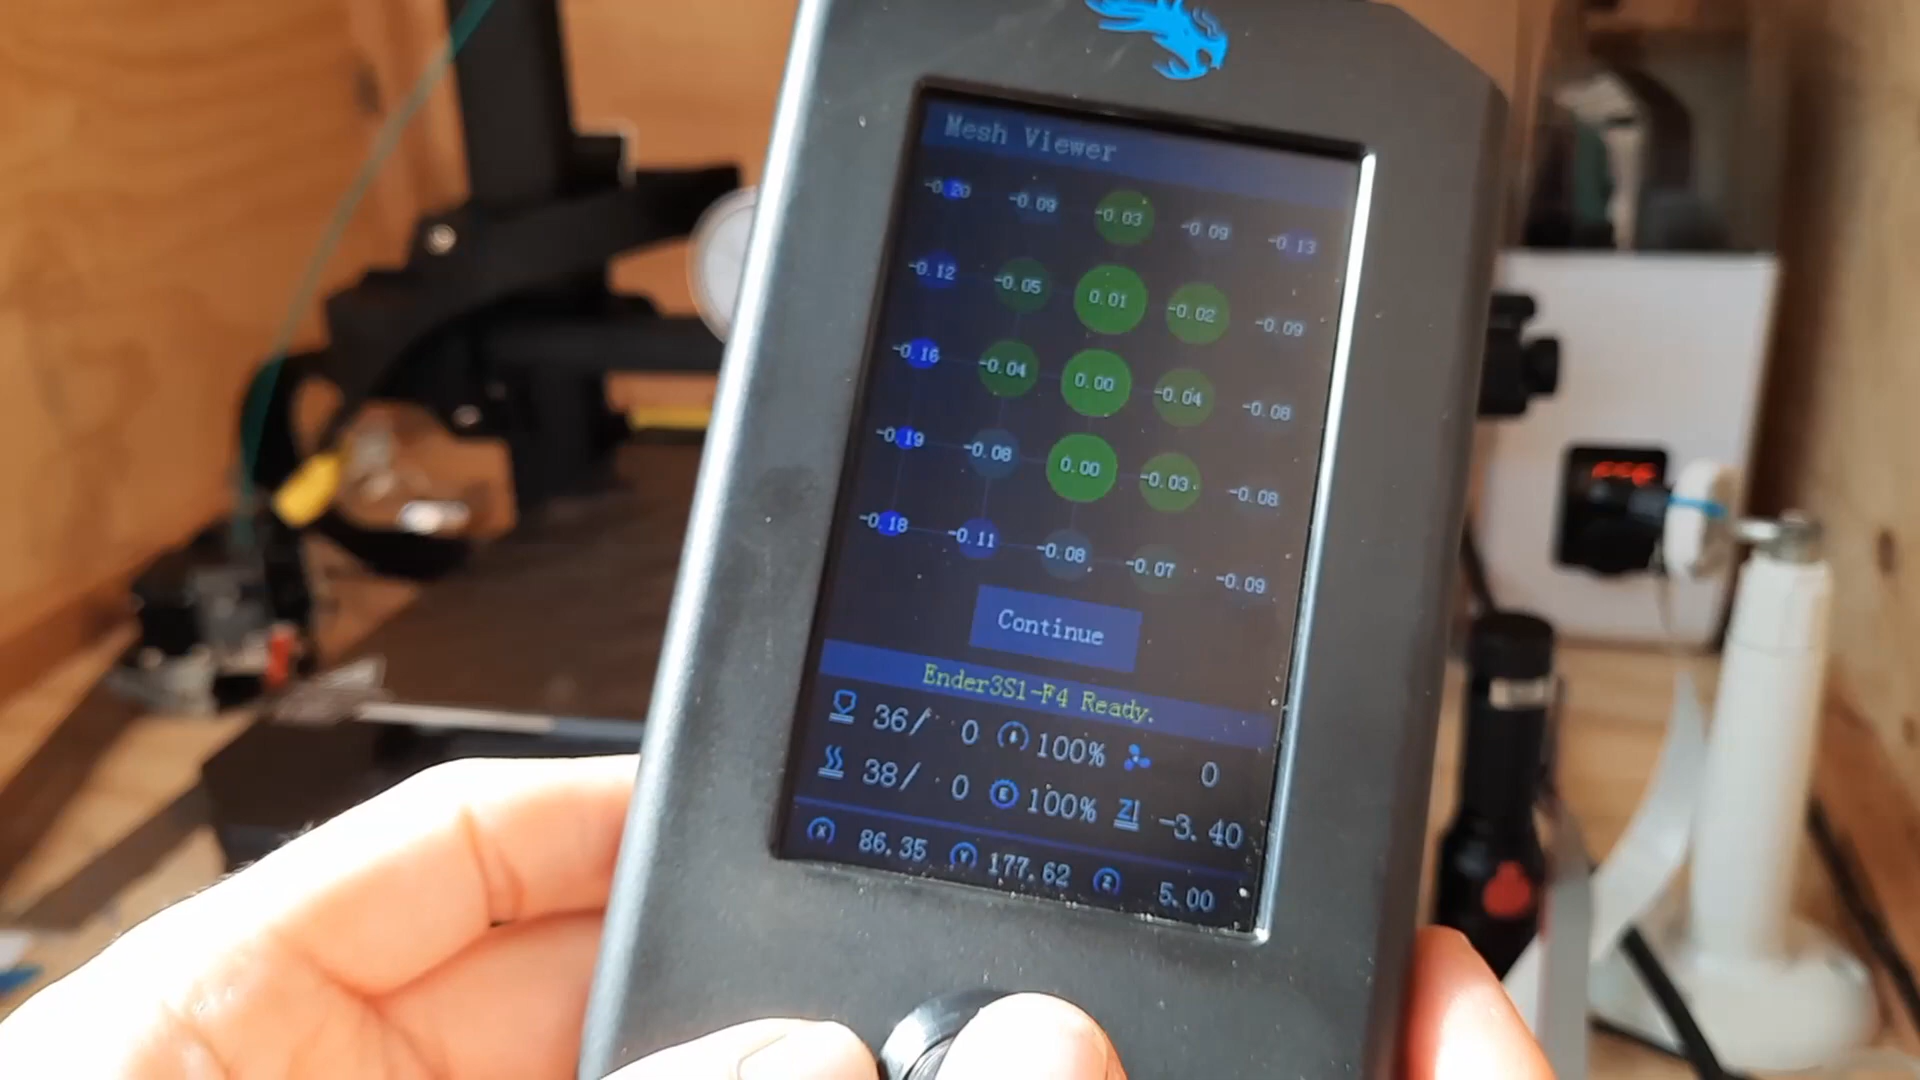 Mesh Viewer
-0.20 -0.09 -0.03 -0.09 -0.13
-0.12 -0.05 0.01 -0.02 -0.09
-0.16 -0.04 0.00 -0.04 -0.08
-0.19 -0.08 0.00 -0.03 -0.08
-0.18 -0.11 -0.08 -0.07 -0.09
Continue
Ender3S1-F4 Ready.
36/ 0 100% 0
38/ 0 E 100% Z -3.40
X 86.35 Y 177.62 Z 5.00